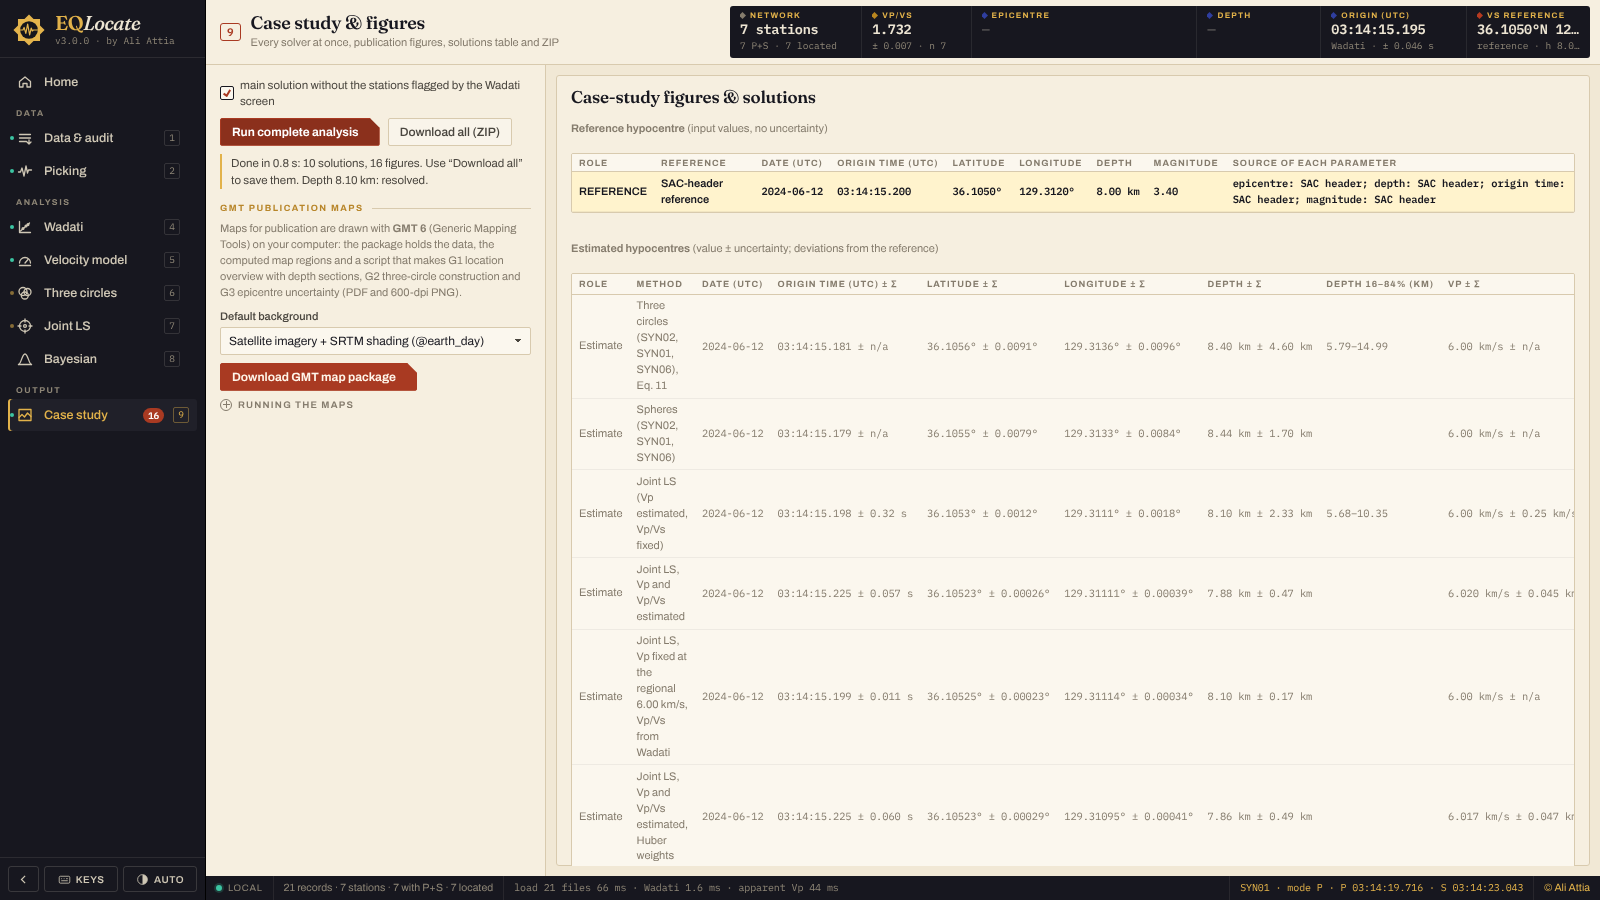 EQLocate
v3.0.0 · by Ali Attia
Home
DATA
Data & audit 1
Picking 2
ANALYSIS
Wadati 4
Velocity model 5
Three circles 6
Joint LS 7
Bayesian 8
OUTPUT
Case study 16 9
KEYS
AUTO
9
Case study & figures
Every solver at once, publication figures, solutions table and ZIP
NETWORK
7 stations
7 P+S · 7 located
VP/VS
1.732
± 0.007 · n 7
EPICENTRE
—
DEPTH
—
ORIGIN (UTC)
03:14:15.195
Wadati · ± 0.046 s
VS REFERENCE
36.1050°N 12…
reference · h 8.0…
main solution without the stations flagged by the Wadati
screen
Run complete analysis
Download all (ZIP)
Done in 0.8 s: 10 solutions, 16 figures. Use “Download all”
to save them. Depth 8.10 km: resolved.
GMT PUBLICATION MAPS
Maps for publication are drawn with GMT 6 (Generic Mapping
Tools) on your computer: the package holds the data, the
computed map regions and a script that makes G1 location
overview with depth sections, G2 three-circle construction and
G3 epicentre uncertainty (PDF and 600-dpi PNG).
Default background
Satellite imagery + SRTM shading (@earth_day)
Download GMT map package
RUNNING THE MAPS
Case-study figures & solutions
Reference hypocentre (input values, no uncertainty)
ROLE REFERENCE DATE (UTC) ORIGIN TIME (UTC) LATITUDE LONGITUDE DEPTH MAGNITUDE SOURCE OF EACH PARAMETER
REFERENCE SAC-header reference 2024-06-12 03:14:15.200 36.1050° 129.3120° 8.00 km 3.40 epicentre: SAC header; depth: SAC header; origin time: SAC header; magnitude: SAC header
Estimated hypocentres (value ± uncertainty; deviations from the reference)
ROLE METHOD DATE (UTC) ORIGIN TIME (UTC) ± Σ LATITUDE ± Σ LONGITUDE ± Σ DEPTH ± Σ DEPTH 16–84% (KM) VP ± Σ
Estimate Three circles (SYN02, SYN01, SYN06), Eq. 11 2024-06-12 03:14:15.181 ± n/a 36.1056° ± 0.0091° 129.3136° ± 0.0096° 8.40 km ± 4.60 km 5.79–14.99 6.00 km/s ± n/a
Estimate Spheres (SYN02, SYN01, SYN06) 2024-06-12 03:14:15.179 ± n/a 36.1055° ± 0.0079° 129.3133° ± 0.0084° 8.44 km ± 1.70 km 6.00 km/s ± n/a
Estimate Joint LS (Vp estimated, Vp/Vs fixed) 2024-06-12 03:14:15.198 ± 0.32 s 36.1053° ± 0.0012° 129.3111° ± 0.0018° 8.10 km ± 2.33 km 5.68–10.35 6.00 km/s ± 0.25 km/s
Estimate Joint LS, Vp and Vp/Vs estimated 2024-06-12 03:14:15.225 ± 0.057 s 36.10523° ± 0.00026° 129.31111° ± 0.00039° 7.88 km ± 0.47 km 6.020 km/s ± 0.045 km
Estimate Joint LS, Vp fixed at the regional 6.00 km/s, Vp/Vs from Wadati 2024-06-12 03:14:15.199 ± 0.011 s 36.10525° ± 0.00023° 129.31114° ± 0.00034° 8.10 km ± 0.17 km 6.00 km/s ± n/a
Estimate Joint LS, Vp and Vp/Vs estimated, Huber weights 2024-06-12 03:14:15.225 ± 0.060 s 36.10523° ± 0.00029° 129.31095° ± 0.00041° 7.86 km ± 0.49 km 6.017 km/s ± 0.047 km
LOCAL 21 records · 7 stations · 7 with P+S · 7 located load 21 files 66 ms · Wadati 1.6 ms · apparent Vp 44 ms SYN01 · mode P · P 03:14:19.716 · S 03:14:23.043 © Ali Attia